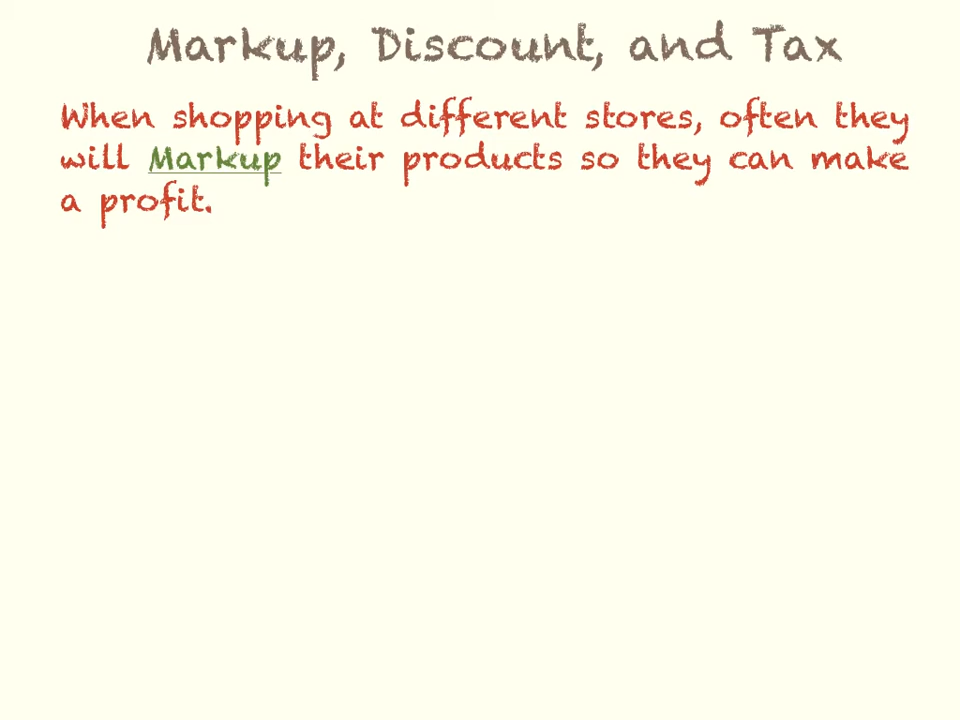 Markup, Discount, and Tax
When shopping at different stores, often they
will Markup their products so they can make
a profit.